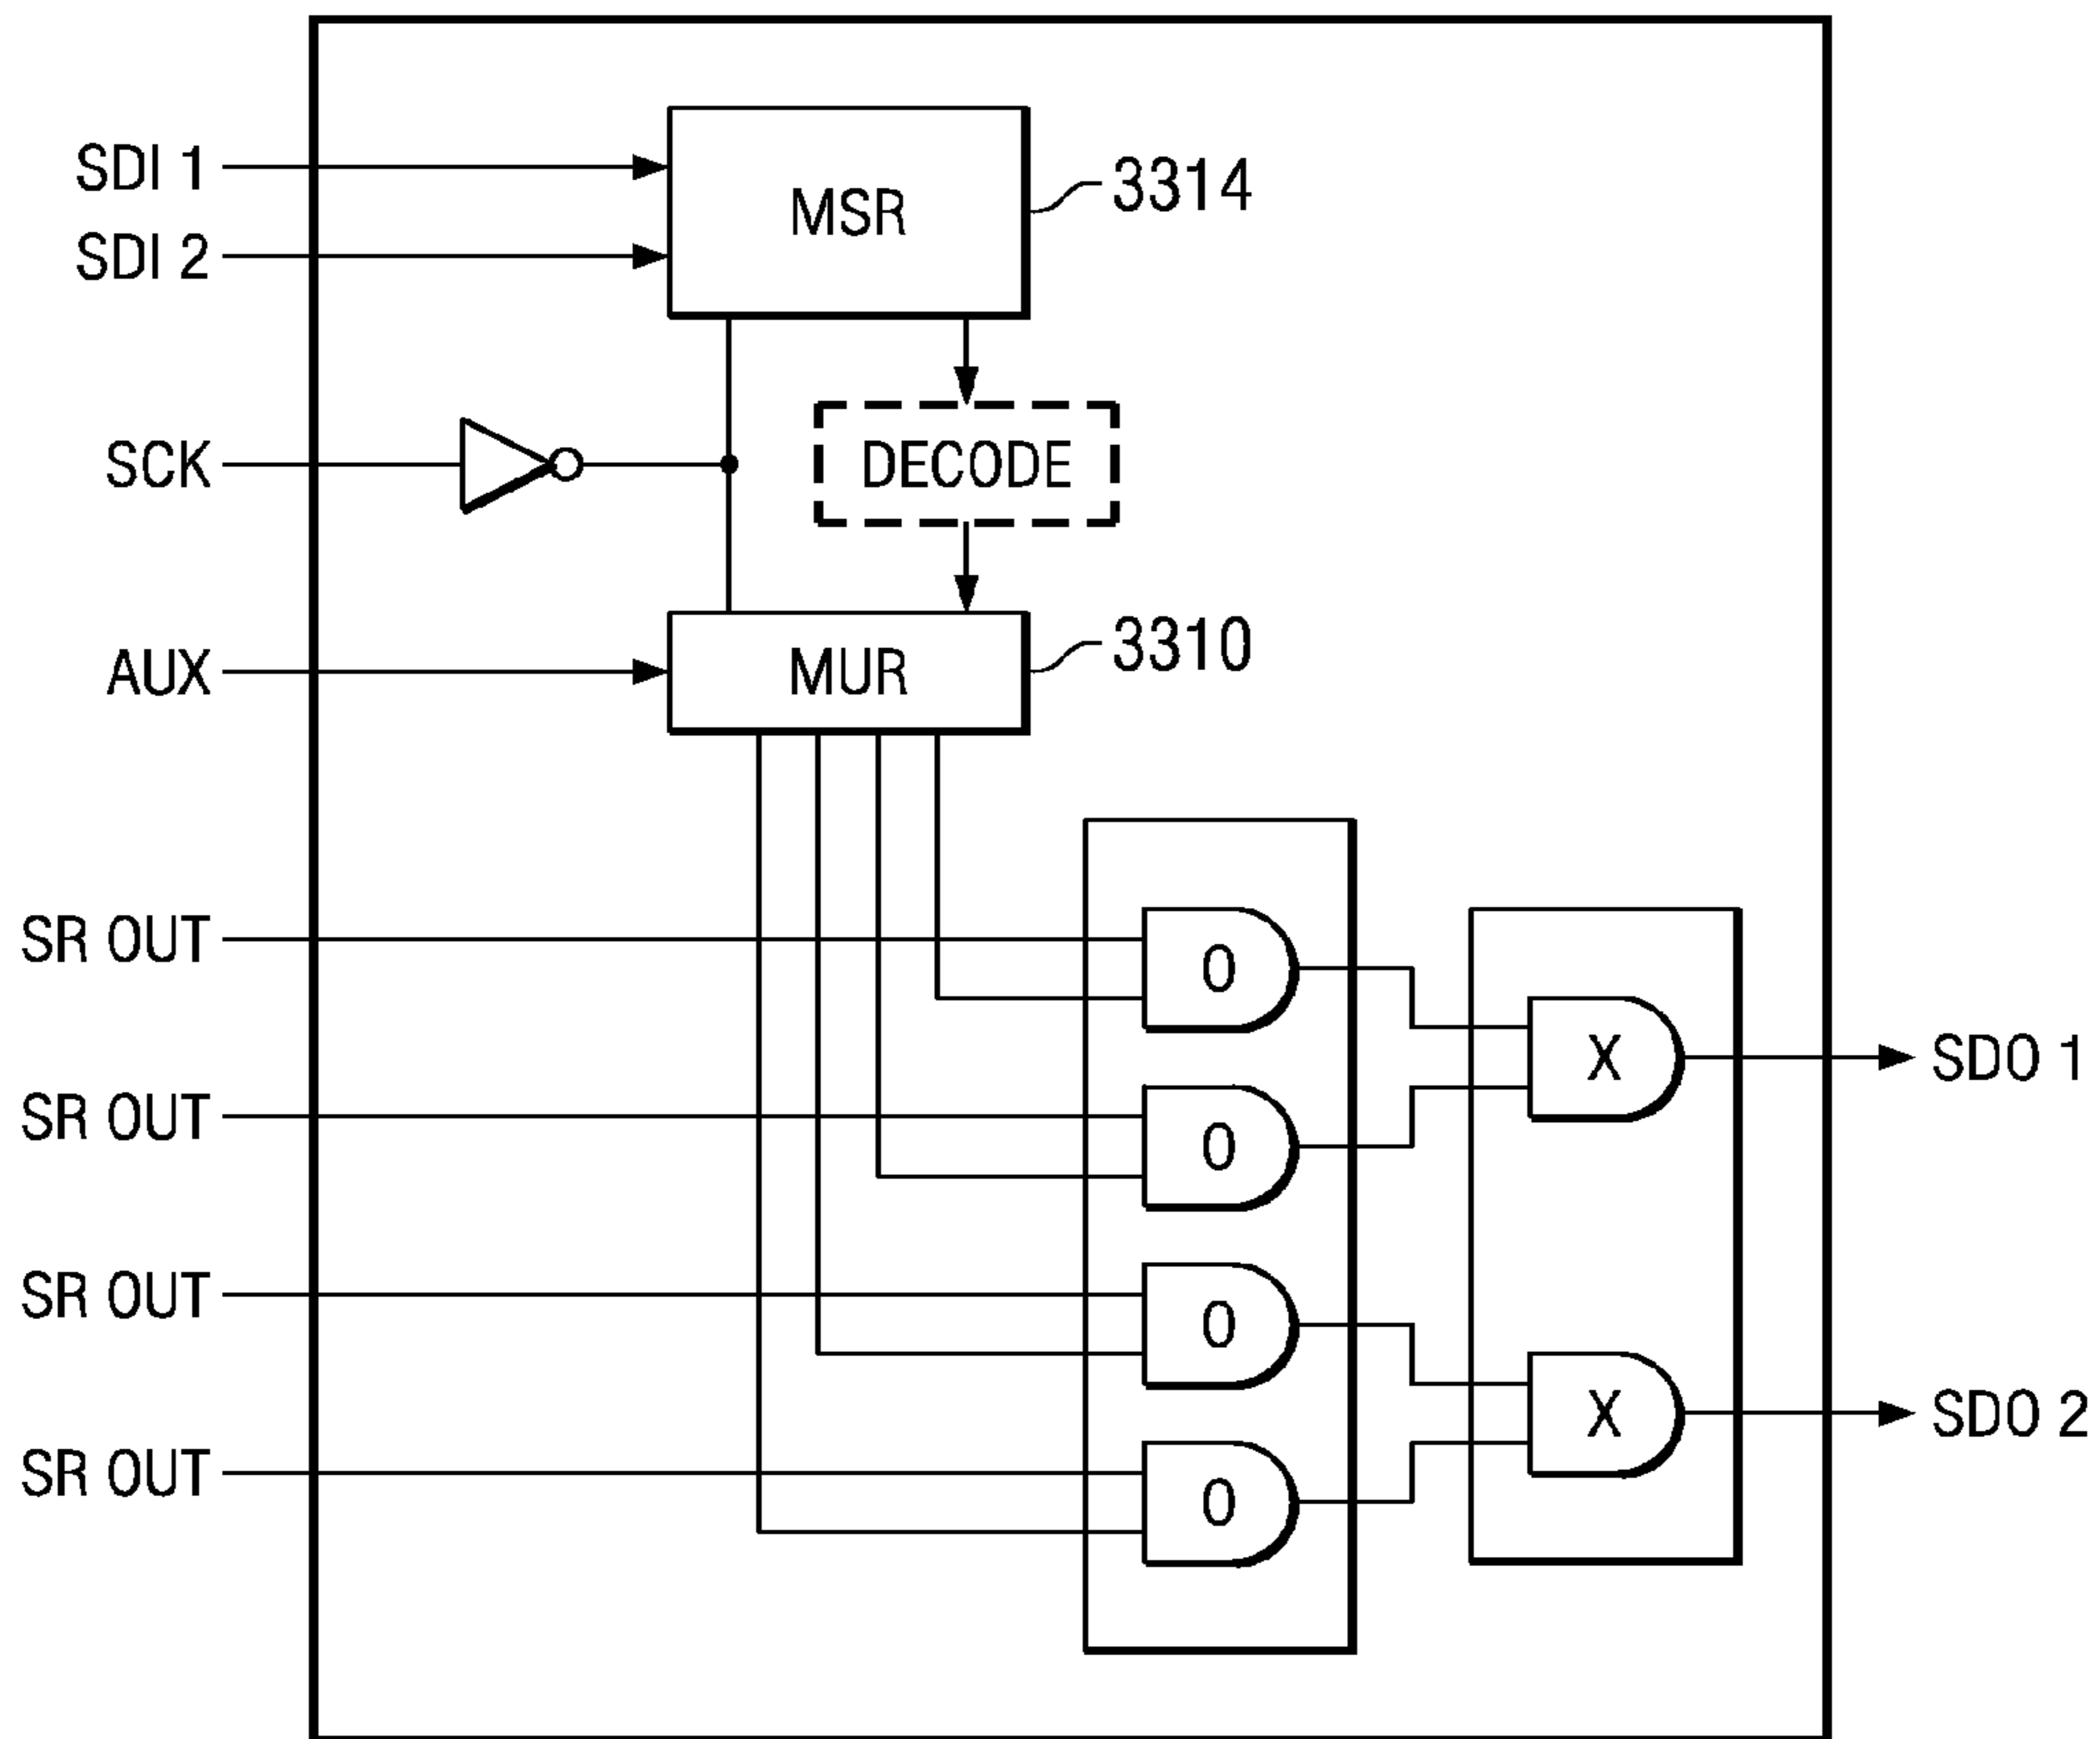 SDI 1
MSR
3314
SDI 2
SCK
DECODE
AUX
MUR
3310
SR OUT
O
X
SDO 1
SR OUT
O
SR OUT
O
X
SDO 2
SR OUT
O